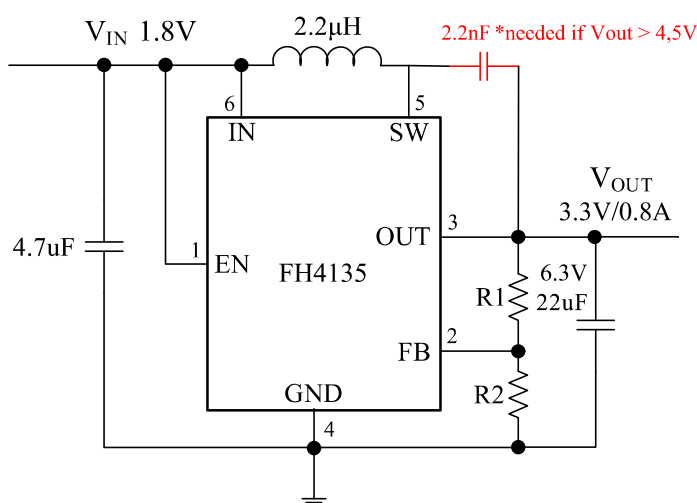 VIN 1.8V
2.2μH
2.2nF *needed if Vout > 4,5V
6
5
IN
SW
VOUT
3.3V/0.8A
OUT
3
4.7uF
1
EN
FH4135
6.3V
22uF
R1
FB
2
R2
GND
4